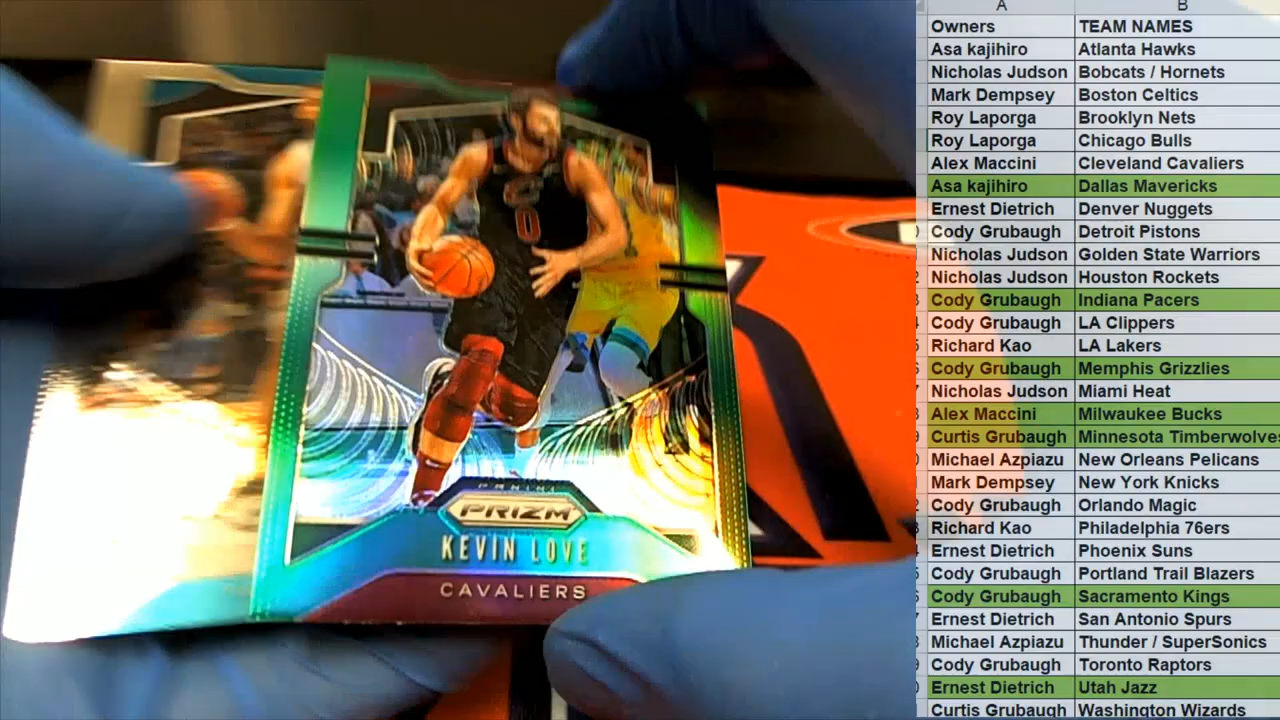 A B
Owners TEAM NAMES
Asa kajihiro Atlanta Hawks
Nicholas Judson Bobcats / Hornets
Mark Dempsey Boston Celtics
Roy Laporga Brooklyn Nets
Roy Laporga Chicago Bulls
Alex Maccini Cleveland Cavaliers
Asa kajihiro Dallas Mavericks
Ernest Dietrich Denver Nuggets
Cody Grubaugh Detroit Pistons
Nicholas Judson Golden State Warriors
Nicholas Judson Houston Rockets
Cody Grubaugh Indiana Pacers
Cody Grubaugh LA Clippers
Richard Kao LA Lakers
Cody Grubaugh Memphis Grizzlies
Nicholas Judson Miami Heat
Alex Maccini Milwaukee Bucks
Curtis Grubaugh Minnesota Timberwolves
Michael Azpiazu New Orleans Pelicans
Mark Dempsey New York Knicks
Cody Grubaugh Orlando Magic
Richard Kao Philadelphia 76ers
Ernest Dietrich Phoenix Suns
Cody Grubaugh Portland Trail Blazers
Cody Grubaugh Sacramento Kings
Ernest Dietrich San Antonio Spurs
Michael Azpiazu Thunder / SuperSonics
Cody Grubaugh Toronto Raptors
Ernest Dietrich Utah Jazz
Curtis Grubaugh Washington Wizards
C
0
PANINI
PRIZM
KEVIN LOVE
CAVALIERS